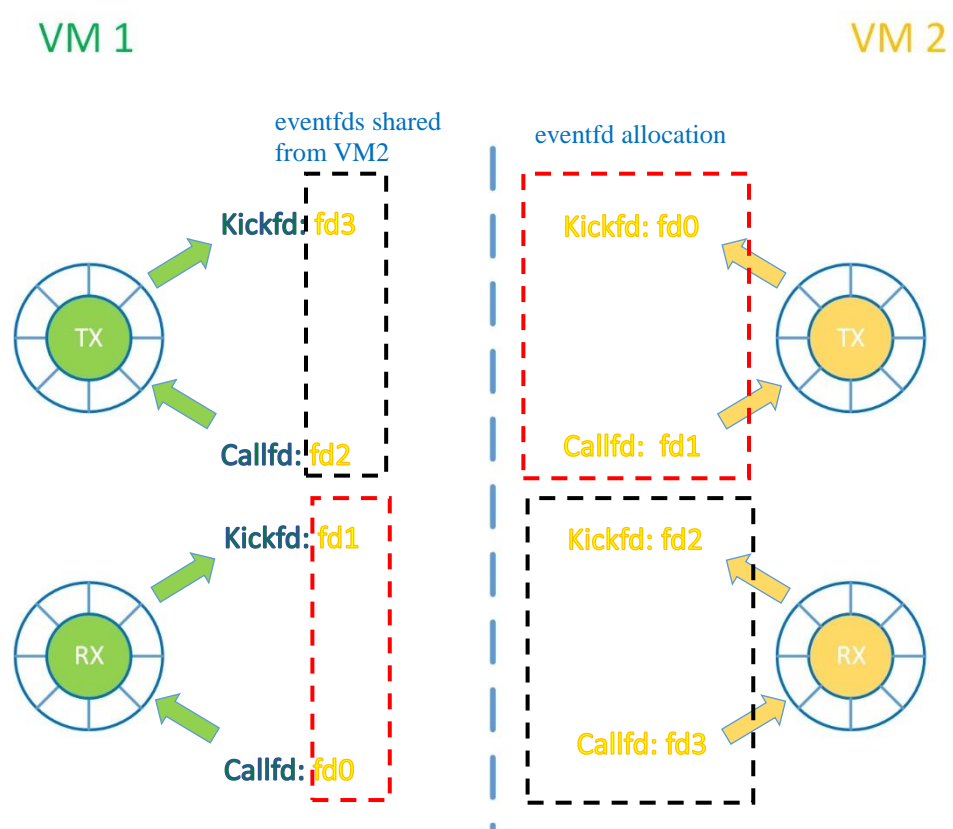 VM 1
VM 2
eventfds shared
from VM2
eventfd allocation
Kickfd: fd3
Kickfd: fd0
TX
TX
Callfd: fd2
Callfd: fd1
Kickfd: fd1
Kickfd: fd2
RX
RX
Callfd: fd0
Callfd: fd3